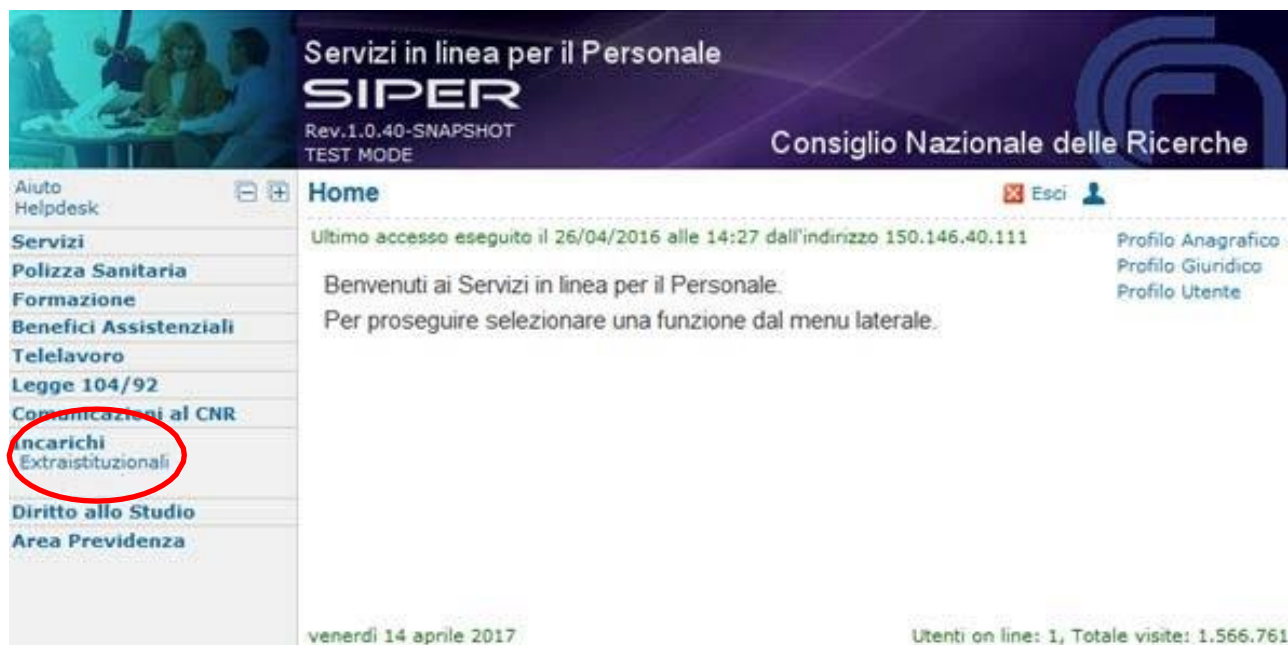 Servizi in linea per il Personale
SIPER
Rev.1.0.40-SNAPSHOT
TEST MODE
Consiglio Nazionale delle Ricerche
Aiuto
Helpdesk
Home
Esci
Servizi
Polizza Sanitaria
Formazione
Benefici Assistenziali
Telelavoro
Legge 104/92
Comunicazioni al CNR
Incarichi
Extraistituzionali
Diritto allo Studio
Area Previdenza
Ultimo accesso eseguito il 26/04/2016 alle 14:27 dall'indirizzo 150.146.40.111
Benvenuti ai Servizi in linea per il Personale.
Per proseguire selezionare una funzione dal menu laterale.
Profilo Anagrafico
Profilo Giuridico
Profilo Utente
venerdì 14 aprile 2017
Utenti on line: 1, Totale visite: 1.566.761